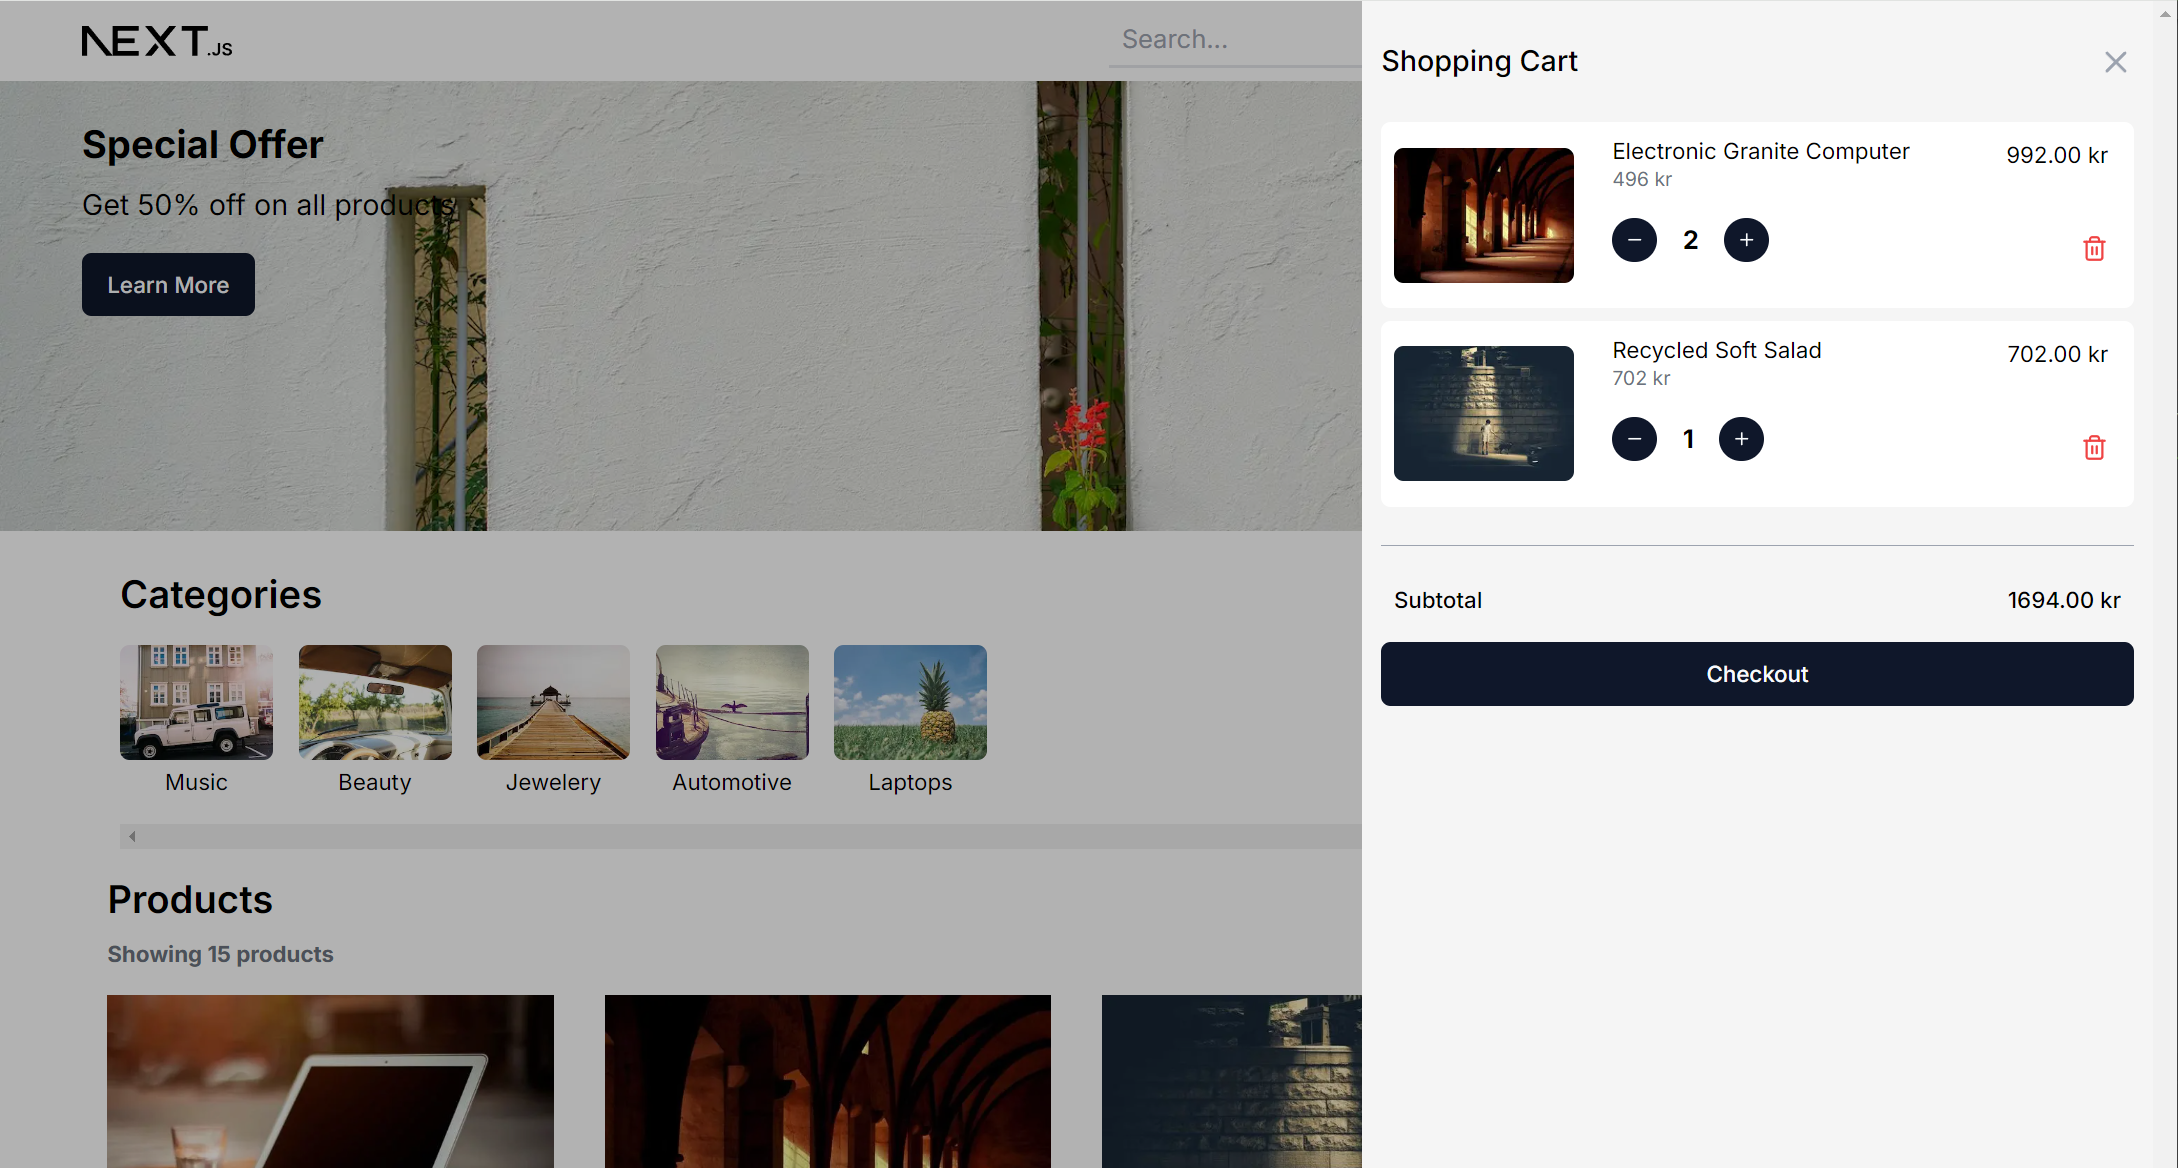 NEXT.JS
Search...
Special Offer
Get 50% off on all products
Learn More
Categories
Music
Beauty
Jewelery
Automotive
Laptops
Products
Showing 15 products
Shopping Cart
Electronic Granite Computer
992.00 kr
496 kr
2
Recycled Soft Salad
702.00 kr
702 kr
1
Subtotal
1694.00 kr
Checkout